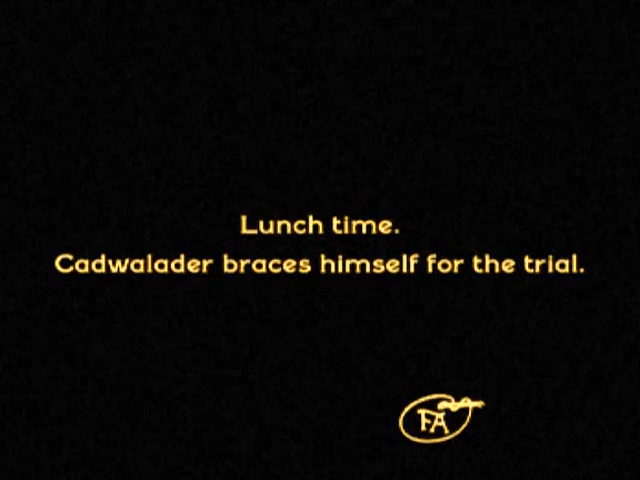 Lunch time.
Cadwalader braces himself for the trial.
FA